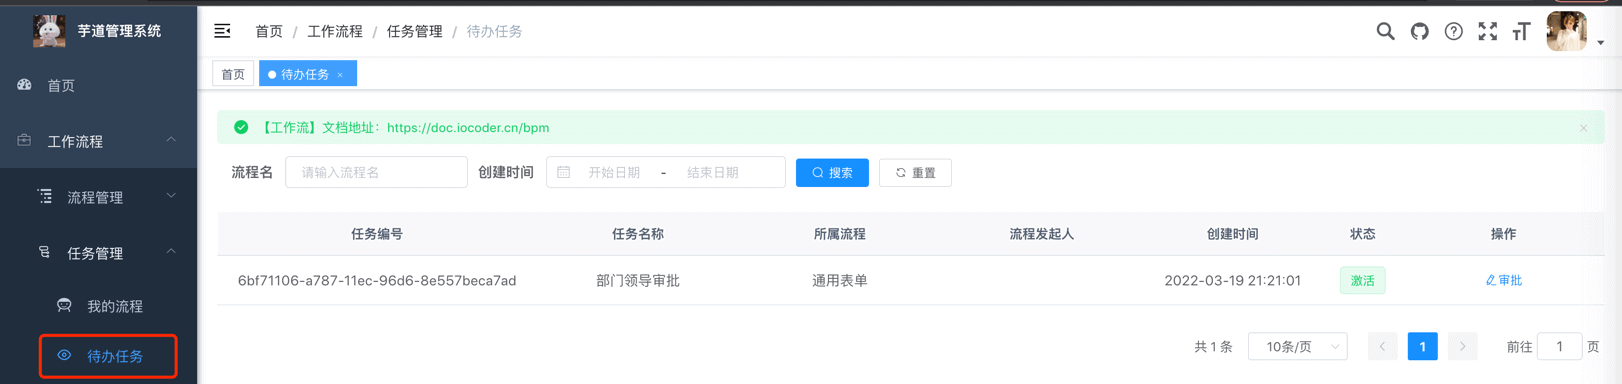 芋道管理系统
首页
工作流程
流程管理
任务管理
我的流程
待办任务
首页 / 工作流程 / 任务管理 / 待办任务
首页 待办任务 ×
【工作流】文档地址：https://doc.iocoder.cn/bpm ×
流程名 请输入流程名 创建时间 开始日期 - 结束日期 搜索 重置
任务编号 任务名称 所属流程 流程发起人 创建时间 状态 操作
6bf71106-a787-11ec-96d6-8e557beca7ad 部门领导审批 通用表单 2022-03-19 21:21:01 激活 审批
共 1 条 10条/页 < 1 > 前往 1 页